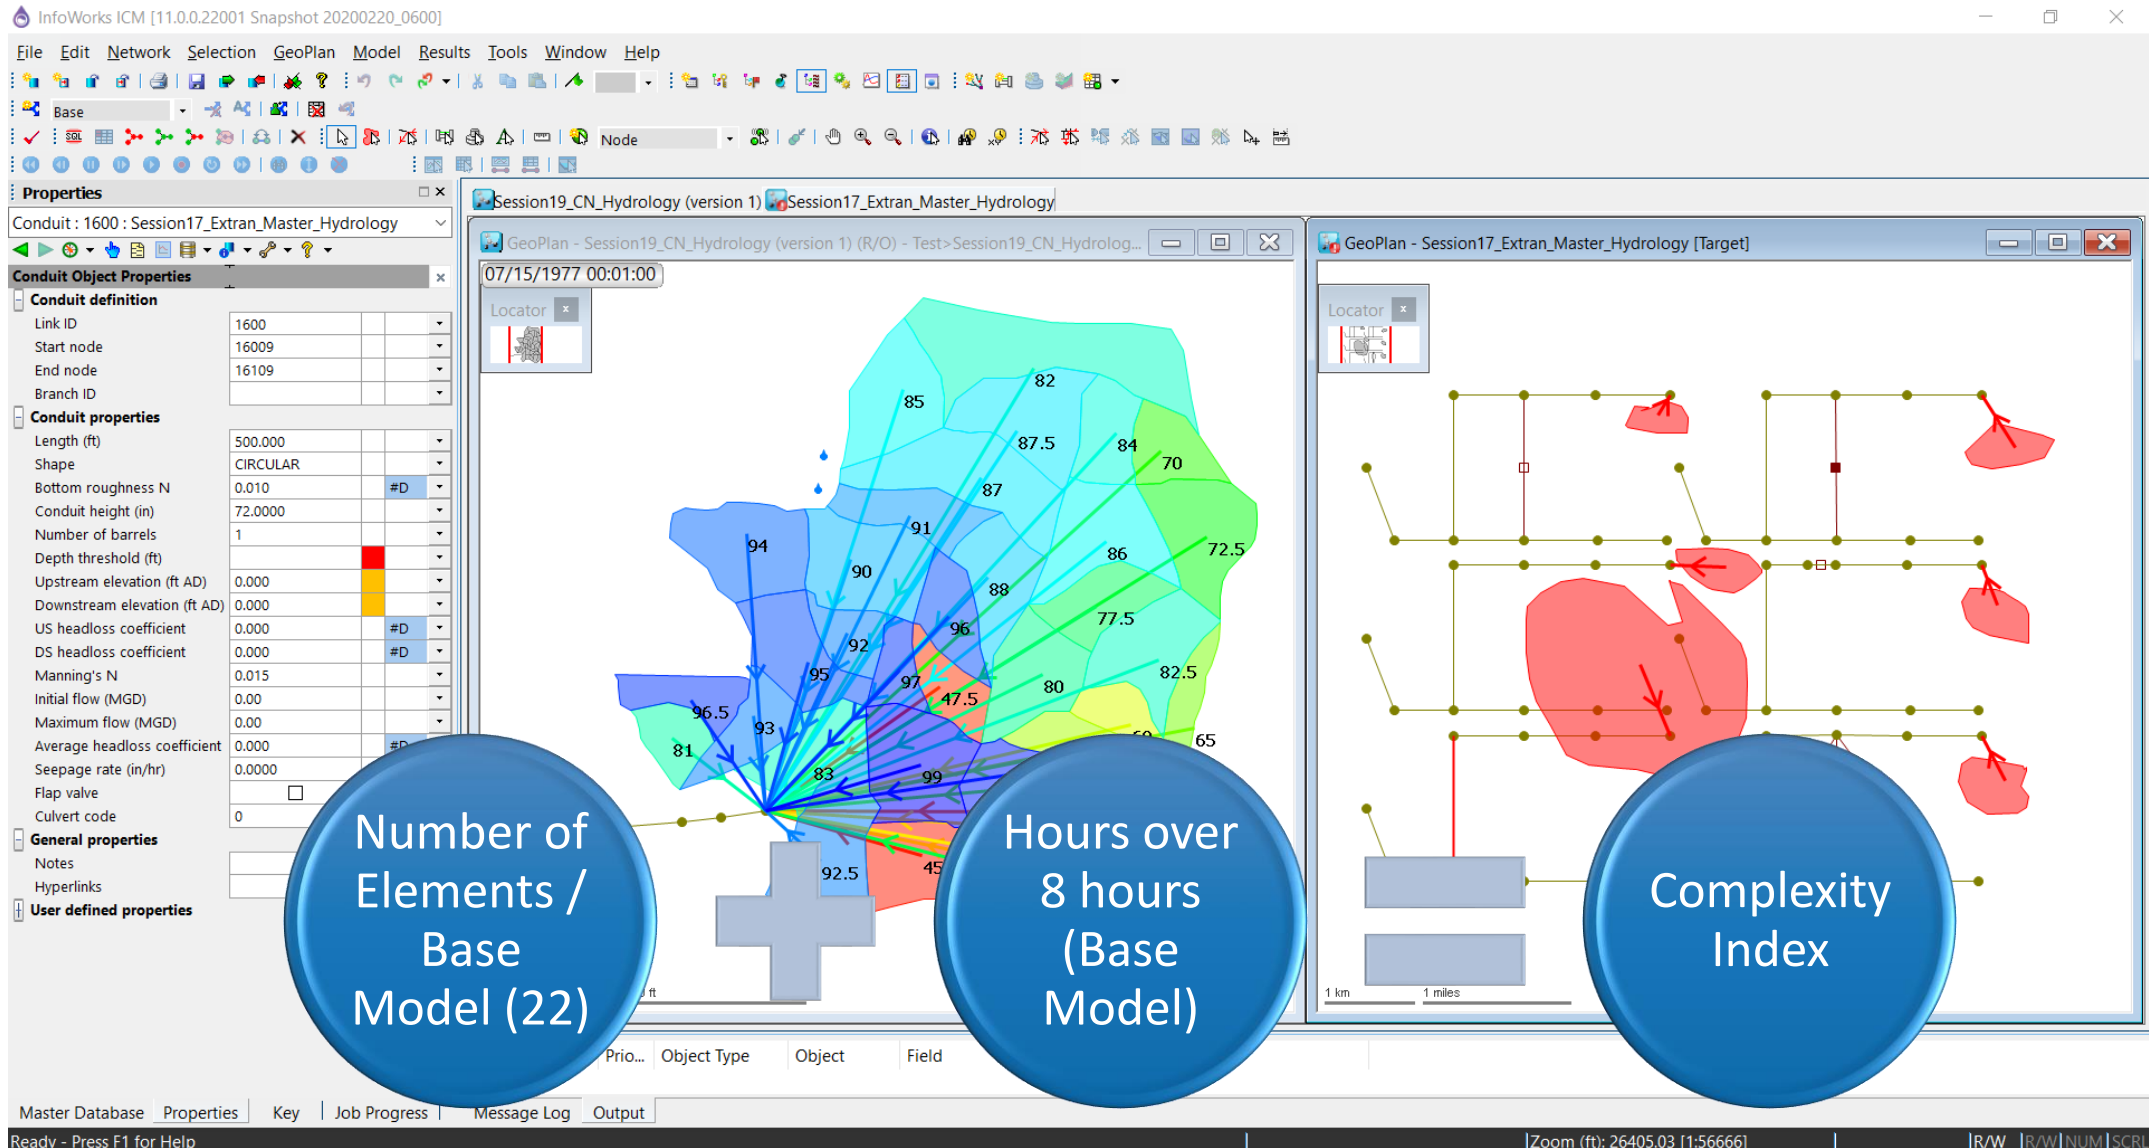 InfoWorks ICM [11.0.0.22001 Snapshot 20200220_0600]
File Edit Network Selection GeoPlan Model Results Tools Window Help
Base
Node
Properties
Conduit : 1600 : Session17_Extran_Master_Hydrology
Conduit Object Properties
Conduit definition
Link ID 1600
Start node 16009
End node 16109
Branch ID
Conduit properties
Length (ft) 500.000
Shape CIRCULAR
Bottom roughness N 0.010 #D
Conduit height (in) 72.0000
Number of barrels 1
Depth threshold (ft)
Upstream elevation (ft AD) 0.000
Downstream elevation (ft AD) 0.000
US headloss coefficient 0.000 #D
DS headloss coefficient 0.000 #D
Manning's N 0.015
Initial flow (MGD) 0.00
Maximum flow (MGD) 0.00
Average headloss coefficient 0.000 #D
Seepage rate (in/hr) 0.0000
Flap valve
Culvert code 0
General properties
Notes
Hyperlinks
User defined properties
Session19_CN_Hydrology (version 1) Session17_Extran_Master_Hydrology
GeoPlan - Session19_CN_Hydrology (version 1) (R/O) - Test>Session19_CN_Hydrolog...
07/15/1977 00:01:00
Locator
82
85
87.5
84
70
87
91
94
86
72.5
90
88
77.5
96
92
82.5
95
97
80
47.5
96.5
93
65
81
83
99
92.5
45
ft
GeoPlan - Session17_Extran_Master_Hydrology [Target]
Locator
1 km 1 miles
Number of
Elements /
Base
Model (22)
Hours over
8 hours
(Base
Model)
Complexity
Index
Prio... Object Type Object Field
Master Database Properties Key Job Progress Message Log Output
Ready - Press F1 for Help Zoom (ft): 26405.03 [1:56666] R/W R/W NUM SCRL